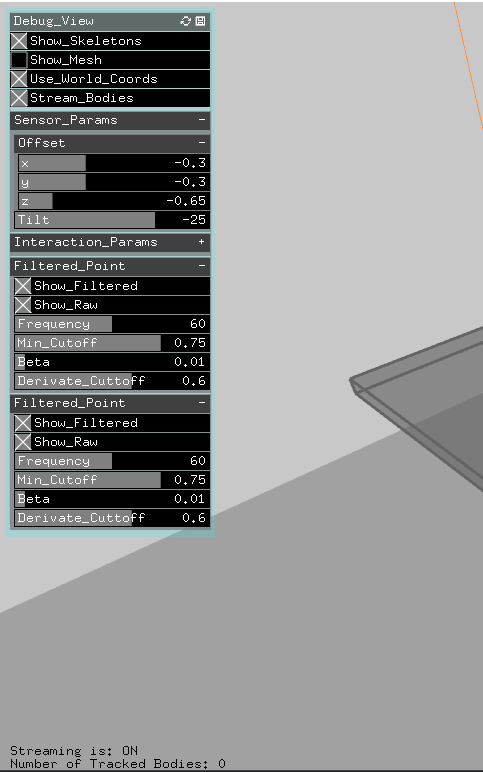 Debug_View
Show_Skeletons
Show_Mesh
Use_World_Coords
Stream_Bodies
Sensor_Params -
Offset -
x -0.3
y -0.3
z -0.65
Tilt -25
Interaction_Params +
Filtered_Point -
Show_Filtered
Show_Raw
Frequency 60
Min_Cutoff 0.75
Beta 0.01
Derivate_Cuttoff 0.6
Filtered_Point -
Show_Filtered
Show_Raw
Frequency 60
Min_Cutoff 0.75
Beta 0.01
Derivate_Cuttoff 0.6
Streaming is: ON
Number of Tracked Bodies: 0